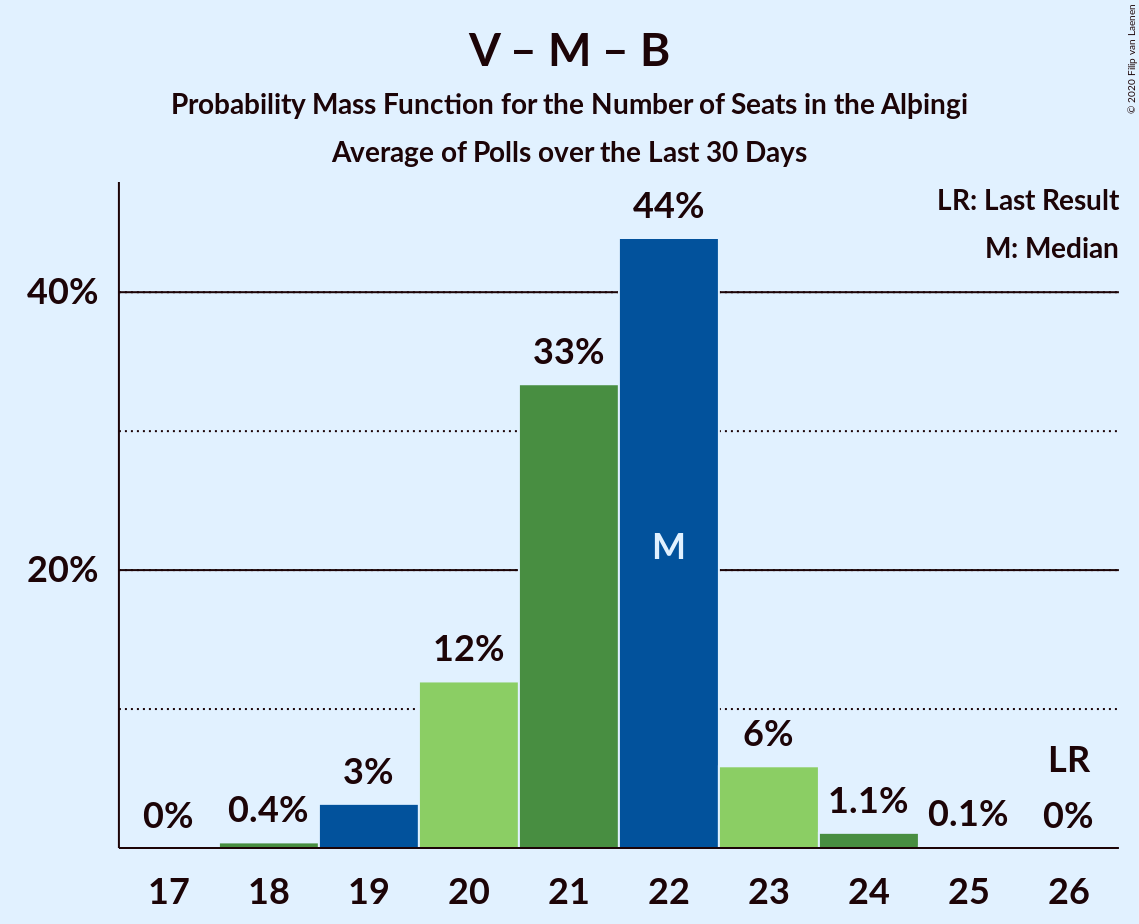 V – M – B
Probability Mass Function for the Number of Seats in the Alþingi
Average of Polls over the Last 30 Days
© 2020 Filip van Laenen
LR: Last Result
M: Median
44%
40%
33%
M
20%
12%
6%
LR
3%
0%
0.4%
1.1%
0.1%
0%
17 18 19 20 21 22 23 24 25 26